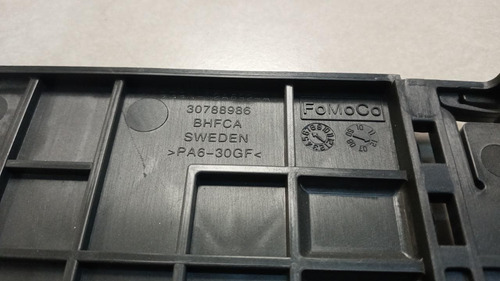 30788986
BHFCA
SWEDEN
>PA6-30GF<
FoMoCo